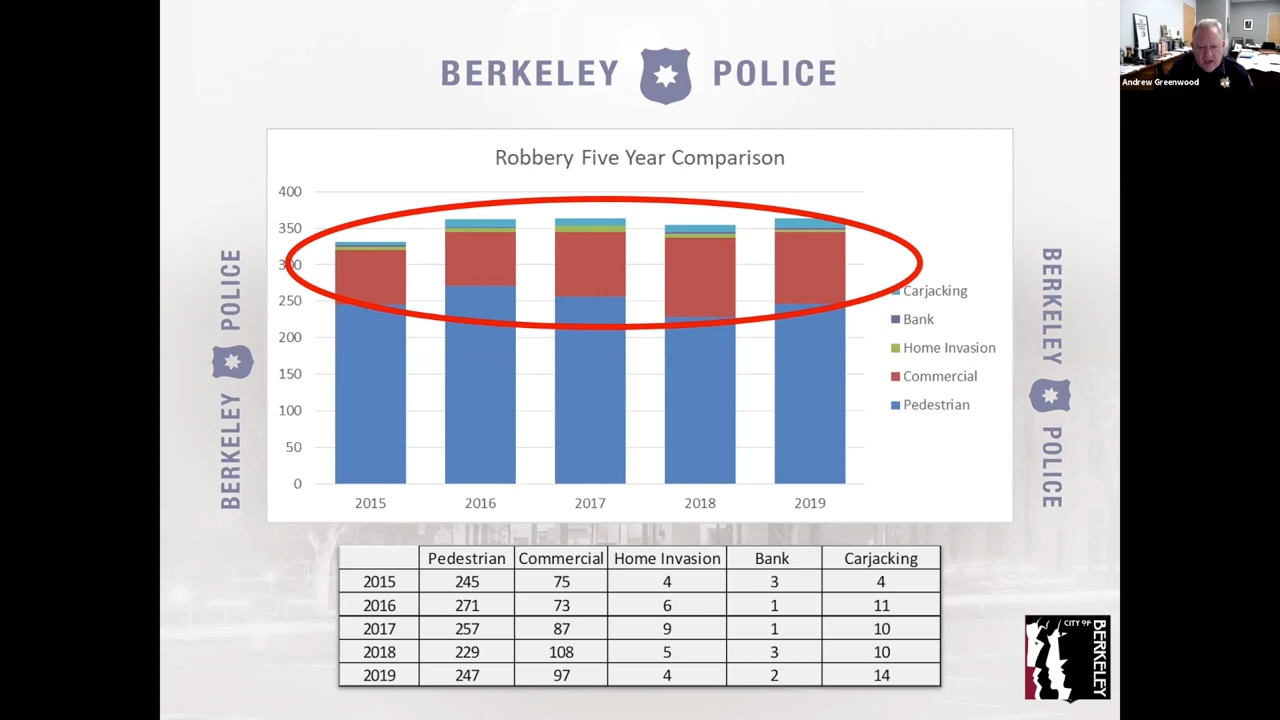 BERKELEY POLICE
Andrew Greenwood
Robbery Five Year Comparison
400
350
300
250
200
150
100
50
0
2015 2016 2017 2018 2019
Carjacking
Bank
Home Invasion
Commercial
Pedestrian
BERKELEY POLICE
BERKELEY POLICE
Pedestrian Commercial Home Invasion Bank Carjacking
2015 245 75 4 3 4
2016 271 73 6 1 11
2017 257 87 9 1 10
2018 229 108 5 3 10
2019 247 97 4 2 14
CITY OF
BERKELEY